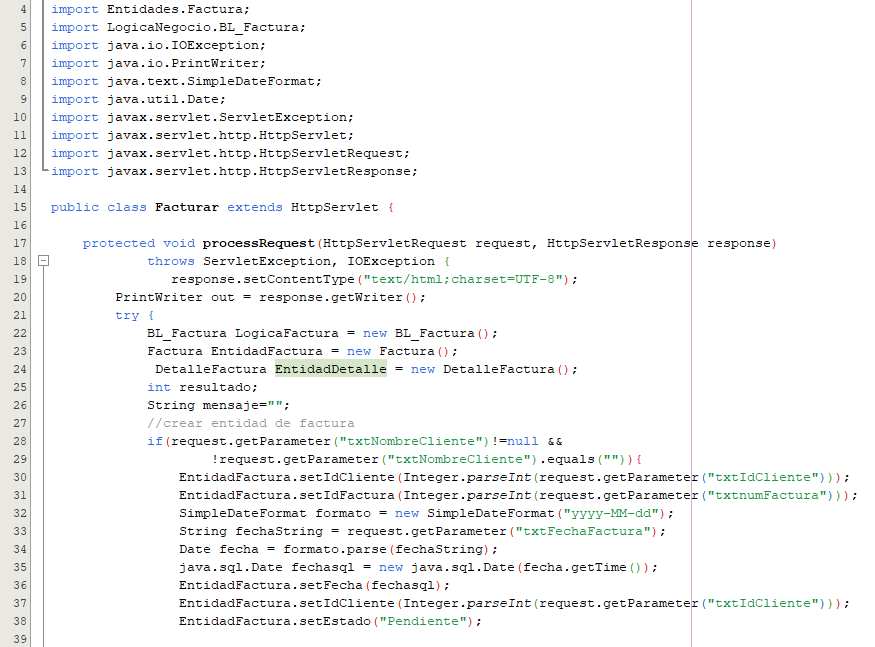 4 import Entidades.Factura;
5 import LogicaNegocio.BL_Factura;
6 import java.io.IOException;
7 import java.io.PrintWriter;
8 import java.text.SimpleDateFormat;
9 import java.util.Date;
10 import javax.servlet.ServletException;
11 import javax.servlet.http.HttpServlet;
12 import javax.servlet.http.HttpServletRequest;
13 import javax.servlet.http.HttpServletResponse;
14
15 public class Facturar extends HttpServlet {
16
17 protected void processRequest(HttpServletRequest request, HttpServletResponse response)
18 throws ServletException, IOException {
19 response.setContentType("text/html;charset=UTF-8");
20 PrintWriter out = response.getWriter();
21 try {
22 BL_Factura LogicaFactura = new BL_Factura();
23 Factura EntidadFactura = new Factura();
24 DetalleFactura EntidadDetalle = new DetalleFactura();
25 int resultado;
26 String mensaje="";
27 //crear entidad de factura
28 if(request.getParameter("txtNombreCliente")!=null &&
29 !request.getParameter("txtNombreCliente").equals("")){
30 EntidadFactura.setIdCliente(Integer.parseInt(request.getParameter("txtIdCliente")));
31 EntidadFactura.setIdFactura(Integer.parseInt(request.getParameter("txtnumFactura")));
32 SimpleDateFormat formato = new SimpleDateFormat("yyyy-MM-dd");
33 String fechaString = request.getParameter("txtFechaFactura");
34 Date fecha = formato.parse(fechaString);
35 java.sql.Date fechasql = new java.sql.Date(fecha.getTime());
36 EntidadFactura.setFecha(fechasql);
37 EntidadFactura.setIdCliente(Integer.parseInt(request.getParameter("txtIdCliente")));
38 EntidadFactura.setEstado("Pendiente");
39